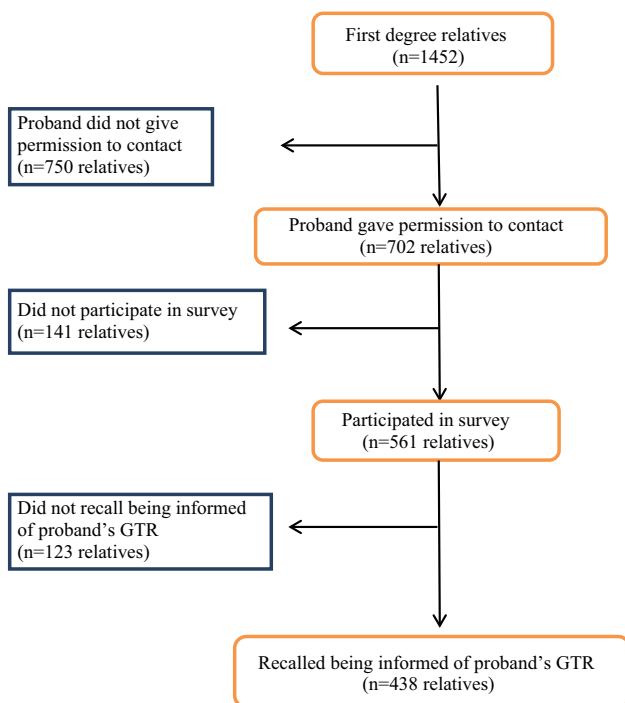 First degree relatives
(n=1452)
Proband did not give
permission to contact
(n=750 relatives)
Proband gave permission to contact
(n=702 relatives)
Did not participate in survey
(n=141 relatives)
Participated in survey
(n=561 relatives)
Did not recall being informed
of proband's GTR
(n=123 relatives)
Recalled being informed of proband's GTR
(n=438 relatives)